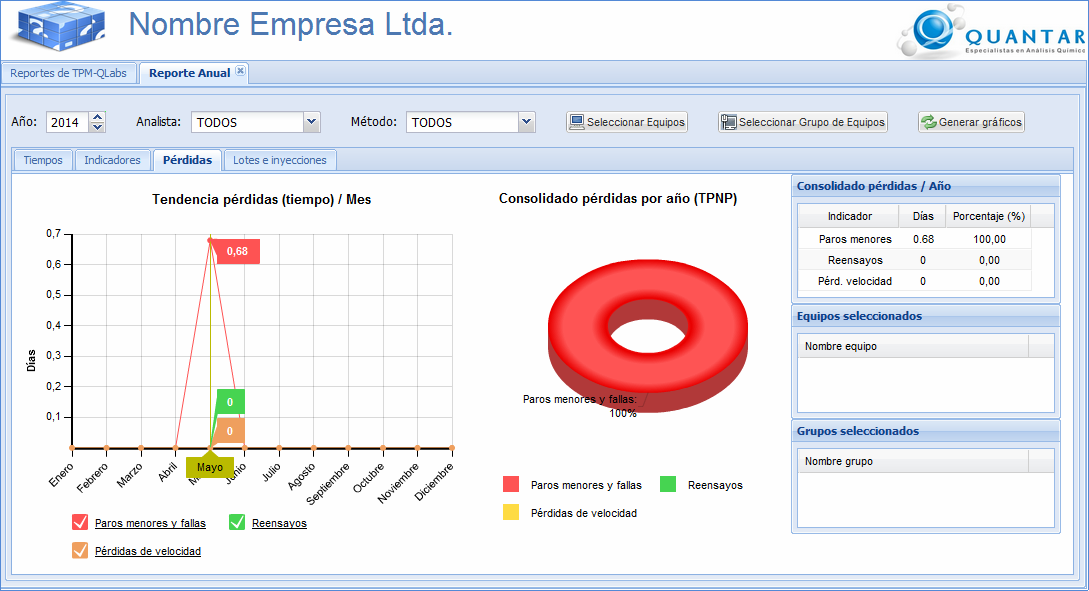 Nombre Empresa Ltda.
QUANTAR
Especialistas en Análisis Químico
Reportes de TPM-QLabs
Reporte Anual
Año: 2014 Analista: TODOS Método: TODOS Seleccionar Equipos Seleccionar Grupo de Equipos Generar gráficos
Tiempos Indicadores Pérdidas Lotes e inyecciones
Tendencia pérdidas (tiempo) / Mes
0,7
0,6
0,5
0,4
0,3
0,2
0,1
Días
0,68
0
0
Enero Febrero Marzo Abril Mayo Junio Julio Agosto Septiembre Octubre Noviembre Diciembre
Paros menores y fallas Reensayos
Pérdidas de velocidad
Consolidado pérdidas por año (TPNP)
Paros menores y fallas:
100%
Paros menores y fallas Reensayos
Pérdidas de velocidad
Consolidado pérdidas / Año
Indicador Días Porcentaje (%)
Paros menores 0.68 100,00
Reensayos 0 0,00
Pérd. velocidad 0 0,00
Equipos seleccionados
Nombre equipo
Grupos seleccionados
Nombre grupo